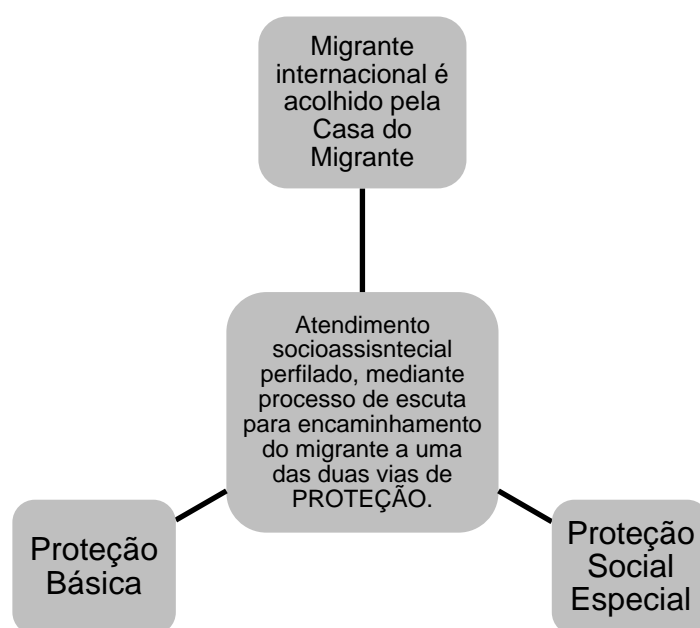 Migrante
internacional é
acolhido pela
Casa do
Migrante
Atendimento
socioassisntecial
perfilado, mediante
processo de escuta
para encaminhamento
do migrante a uma
das duas vias de
PROTEÇÃO.
Proteção
Básica
Proteção
Social
Especial